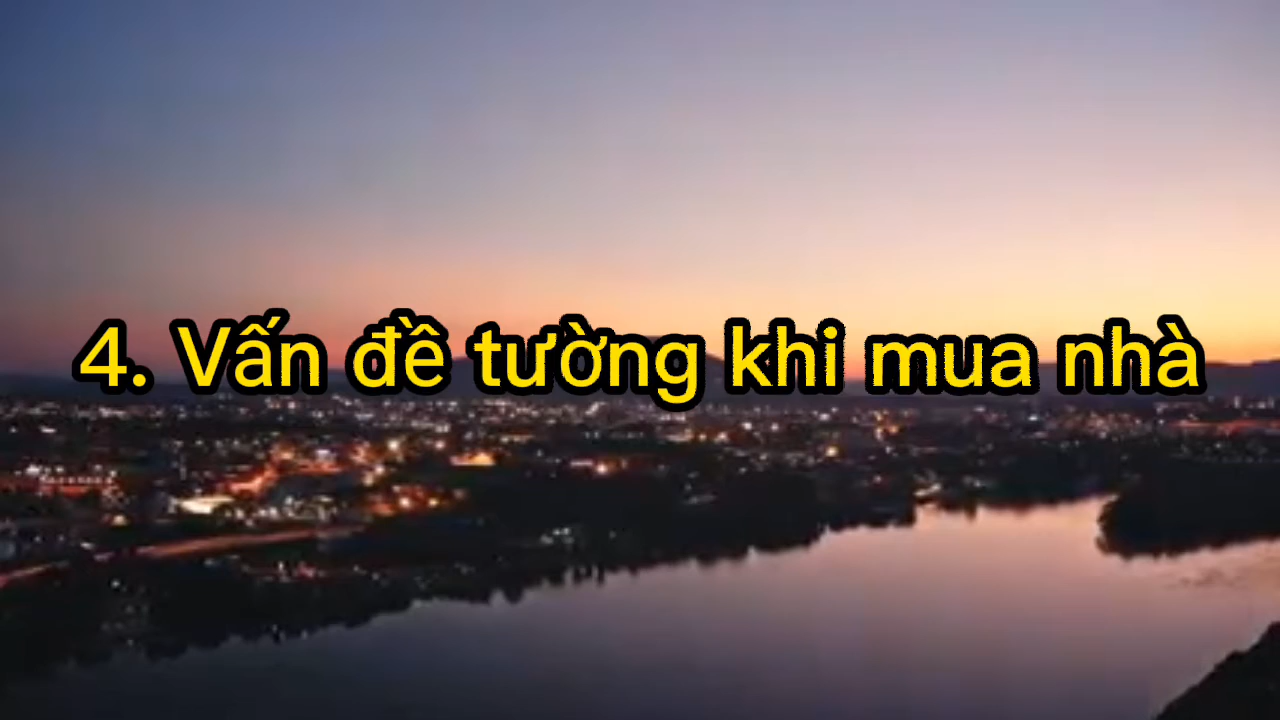 4. Vấn đề tường khi mua nhà